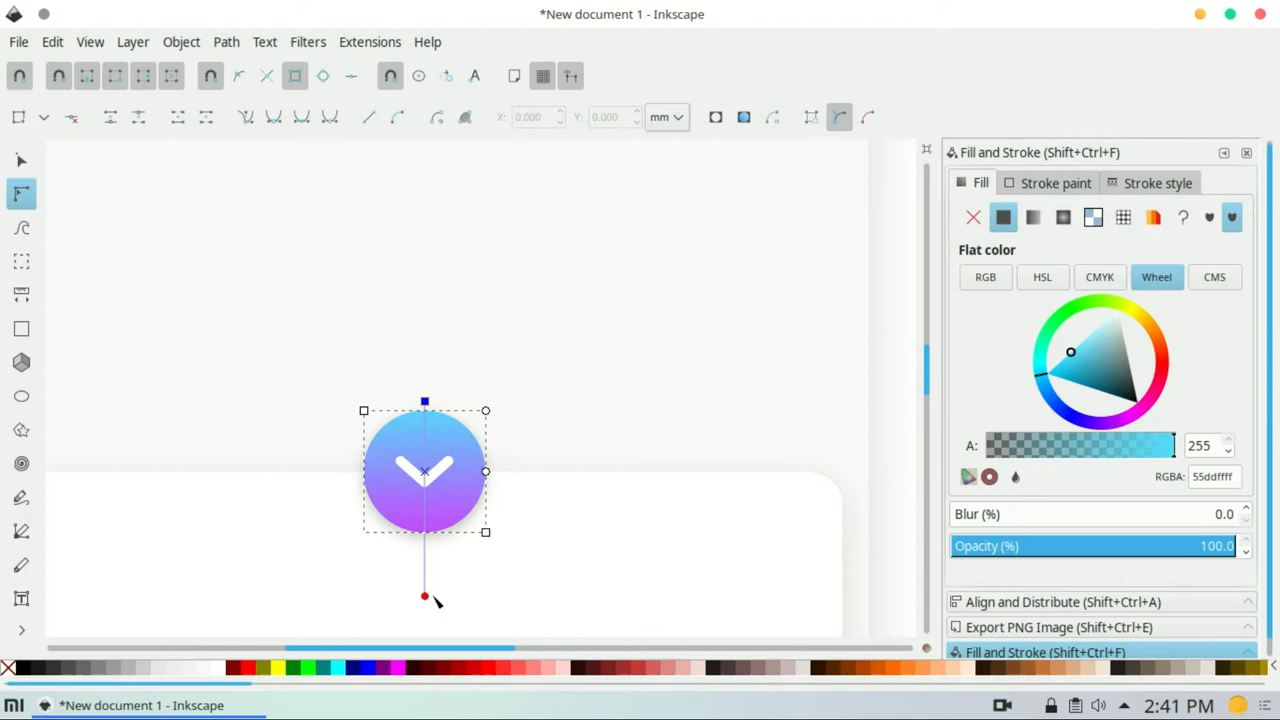 *New document 1 - Inkscape
File Edit View Layer Object Path Text Filters Extensions Help
X: 0.000 Y: 0.000 mm
Fill and Stroke (Shift+Ctrl+F)
Fill Stroke paint Stroke style
Flat color
RGB HSL CMYK Wheel CMS
A: 255
RGBA: 55ddffff
Blur (%) 0.0
Opacity (%) 100.0
Align and Distribute (Shift+Ctrl+A)
Export PNG Image (Shift+Ctrl+E)
Fill and Stroke (Shift+Ctrl+F)
*New document 1 - Inkscape 2:41 PM